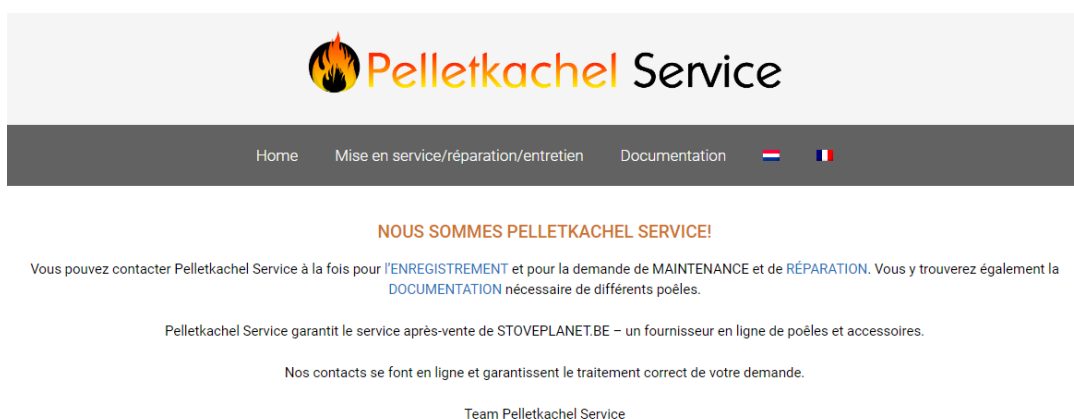 Pelletkachel Service
Home Mise en service/réparation/entretien Documentation
NOUS SOMMES PELLETKACHEL SERVICE!
Vous pouvez contacter Pelletkachel Service à la fois pour l'ENREGISTREMENT et pour la demande de MAINTENANCE et de RÉPARATION. Vous y trouverez également la
DOCUMENTATION nécessaire de différents poêles.
Pelletkachel Service garantit le service après-vente de STOVEPLANET.BE – un fournisseur en ligne de poêles et accessoires.
Nos contacts se font en ligne et garantissent le traitement correct de votre demande.
Team Pelletkachel Service